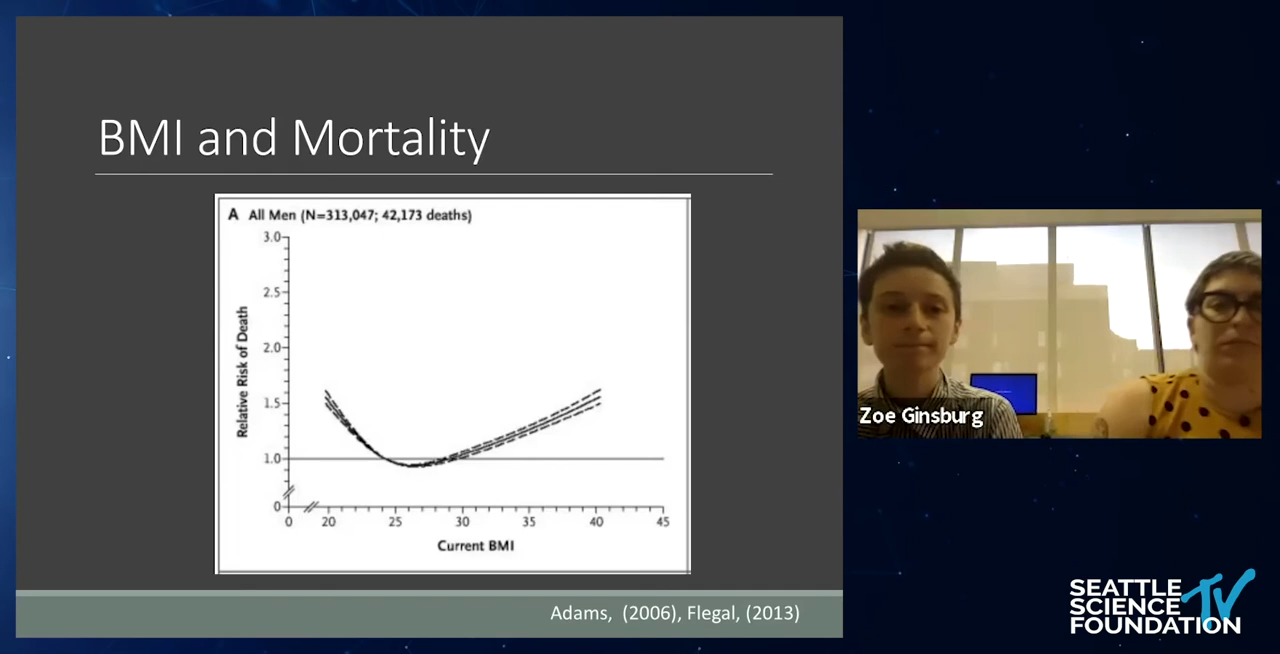 BMI and Mortality
A All Men (N=313,047; 42,173 deaths)
Relative Risk of Death
3.0
2.5
2.0
1.5
1.0
0
0 20 25 30 35 40 45
Current BMI
Adams, (2006), Flegal, (2013)
Zoe Ginsburg
SEATTLE
SCIENCE TV
FOUNDATION